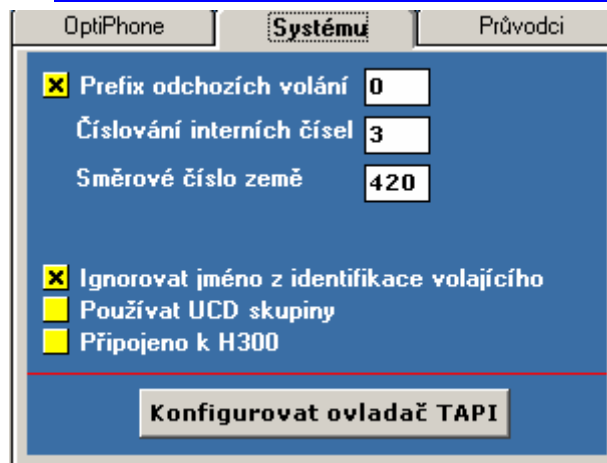 OptiPhone Systému Průvodci
Prefix odchozích volání 0
Číslování interních čísel 3
Směrové číslo země 420
Ignorovat jméno z identifikace volajícího
Používat UCD skupiny
Připojeno k H300
Konfigurovat ovladač TAPI